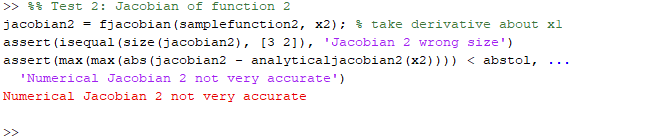 >> %% Test 2: Jacobian of function 2
jacobian2 = fjacobian(samplefunction2, x2); % take derivative about x1
assert(isequal(size(jacobian2), [3 2]), 'Jacobian 2 wrong size')
assert(max(max(abs(jacobian2 - analyticaljacobian2(x2)))) < abstol, ...
  'Numerical Jacobian 2 not very accurate')
Numerical Jacobian 2 not very accurate
>>